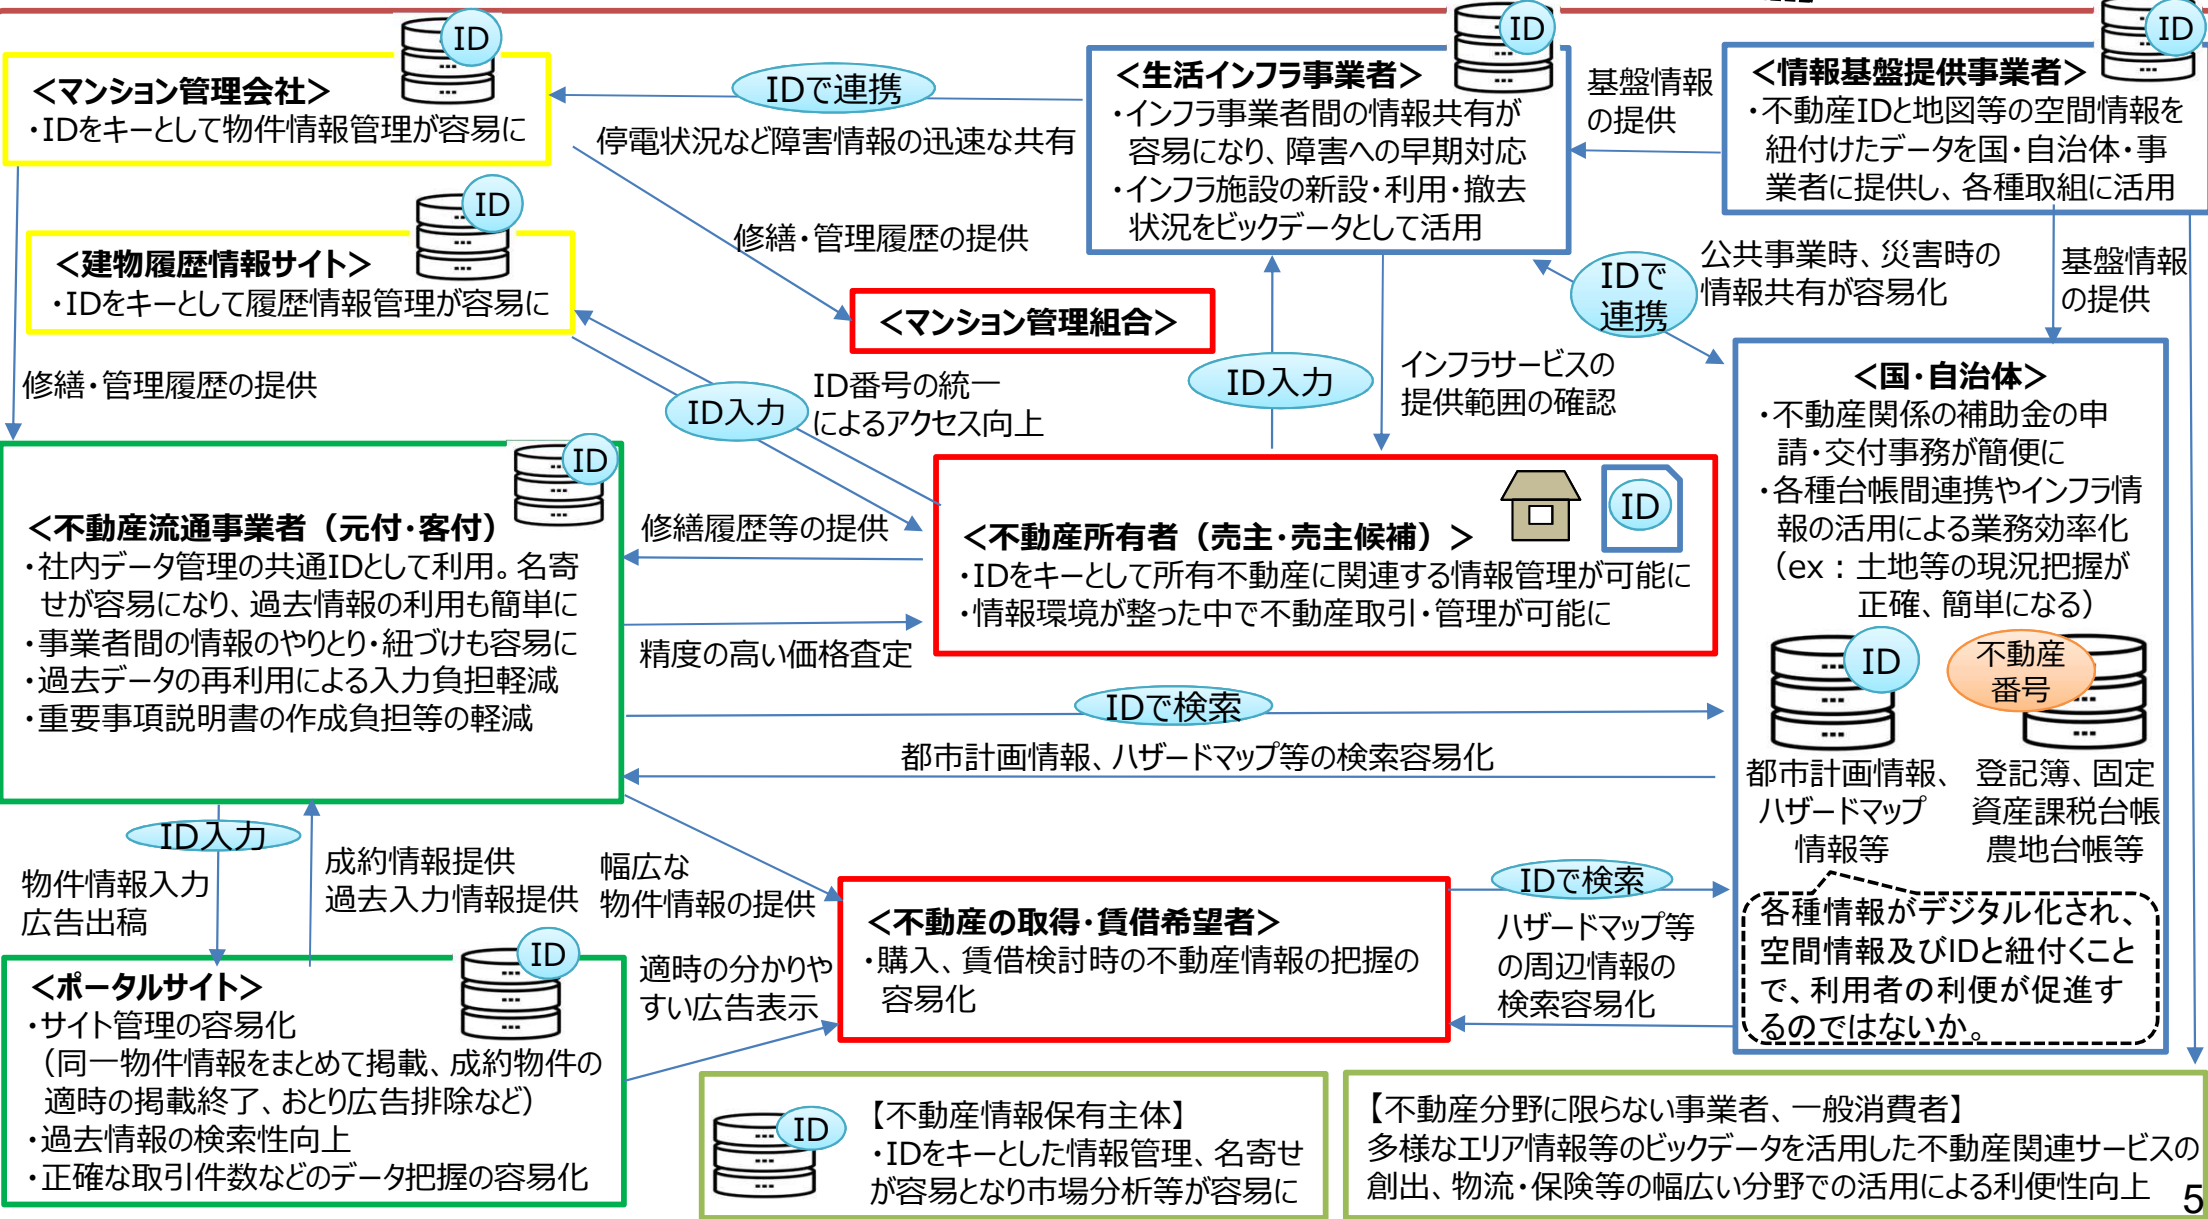 ID
<マンション管理会社>
・IDをキーとして物件情報管理が容易に
IDで連携
停電状況など障害情報の迅速な共有
ID
<生活インフラ事業者>
・インフラ事業者間の情報共有が
容易になり、障害への早期対応
・インフラ施設の新設・利用・撤去
状況をビックデータとして活用
基盤情報
の提供
ID
<情報基盤提供事業者>
・不動産IDと地図等の空間情報を
紐付けたデータを国・自治体・事
業者に提供し、各種取組に活用
ID
<建物履歴情報サイト>
・IDをキーとして履歴情報管理が容易に
修繕・管理履歴の提供
<マンション管理組合>
IDで
連携
公共事業時、災害時の
情報共有が容易化
基盤情報
の提供
修繕・管理履歴の提供
ID入力
ID番号の統一
によるアクセス向上
ID入力
インフラサービスの
提供範囲の確認
<国・自治体>
・不動産関係の補助金の申
請・交付事務が簡便に
・各種台帳間連携やインフラ情
報の活用による業務効率化
（ex：土地等の現況把握が
正確、簡単になる）
ID
不動産
番号
都市計画情報、
ハザードマップ
情報等
登記簿、固定
資産課税台帳
農地台帳等
各種情報がデジタル化され、
空間情報及びIDと紐付くこと
で、利用者の利便が促進す
るのではないか。
ID
<不動産流通事業者（元付・客付）
・社内データ管理の共通IDとして利用。名寄
せが容易になり、過去情報の利用も簡単に
・事業者間の情報のやりとり・紐づけも容易に
・過去データの再利用による入力負担軽減
・重要事項説明書の作成負担等の軽減
修繕履歴等の提供
精度の高い価格査定
ID
<不動産所有者（売主・売主候補）>
・IDをキーとして所有不動産に関連する情報管理が可能に
・情報環境が整った中で不動産取引・管理が可能に
IDで検索
都市計画情報、ハザードマップ等の検索容易化
ID入力
物件情報入力
広告出稿
成約情報提供
過去入力情報提供
幅広な
物件情報の提供
<不動産の取得・賃借希望者>
・購入、賃借検討時の不動産情報の把握の
容易化
IDで検索
ハザードマップ等
の周辺情報の
検索容易化
ID
<ポータルサイト>
・サイト管理の容易化
（同一物件情報をまとめて掲載、成約物件の
適時の掲載終了、おとり広告排除など）
・過去情報の検索性向上
・正確な取引件数などのデータ把握の容易化
適時の分かりや
すい広告表示
ID
【不動産情報保有主体】
・IDをキーとした情報管理、名寄せ
が容易となり市場分析等が容易に
【不動産分野に限らない事業者、一般消費者】
多様なエリア情報等のビックデータを活用した不動産関連サービスの
創出、物流・保険等の幅広い分野での活用による利便性向上
5